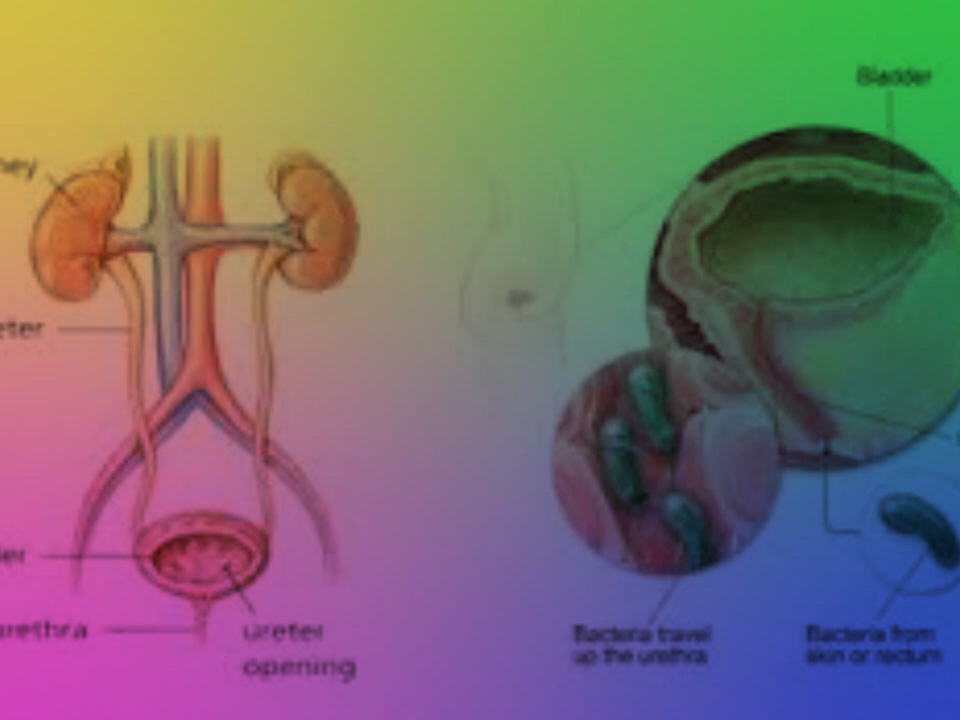 ney
eter
er
urethra
ureter
opening
Bladder
Bacteria travel
up the urethra
Bacteria from
skin or rectum